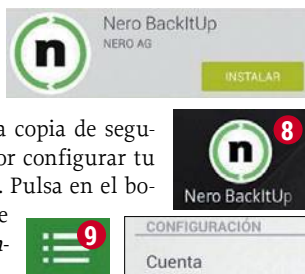 Nero BackItUp
NERO AG
INSTALAR
a copia de segu-
or configurar tu
. Pulsa en el bo-
e
n-
8
Nero BackItUp
9
CONFIGURACIÓN
Cuenta